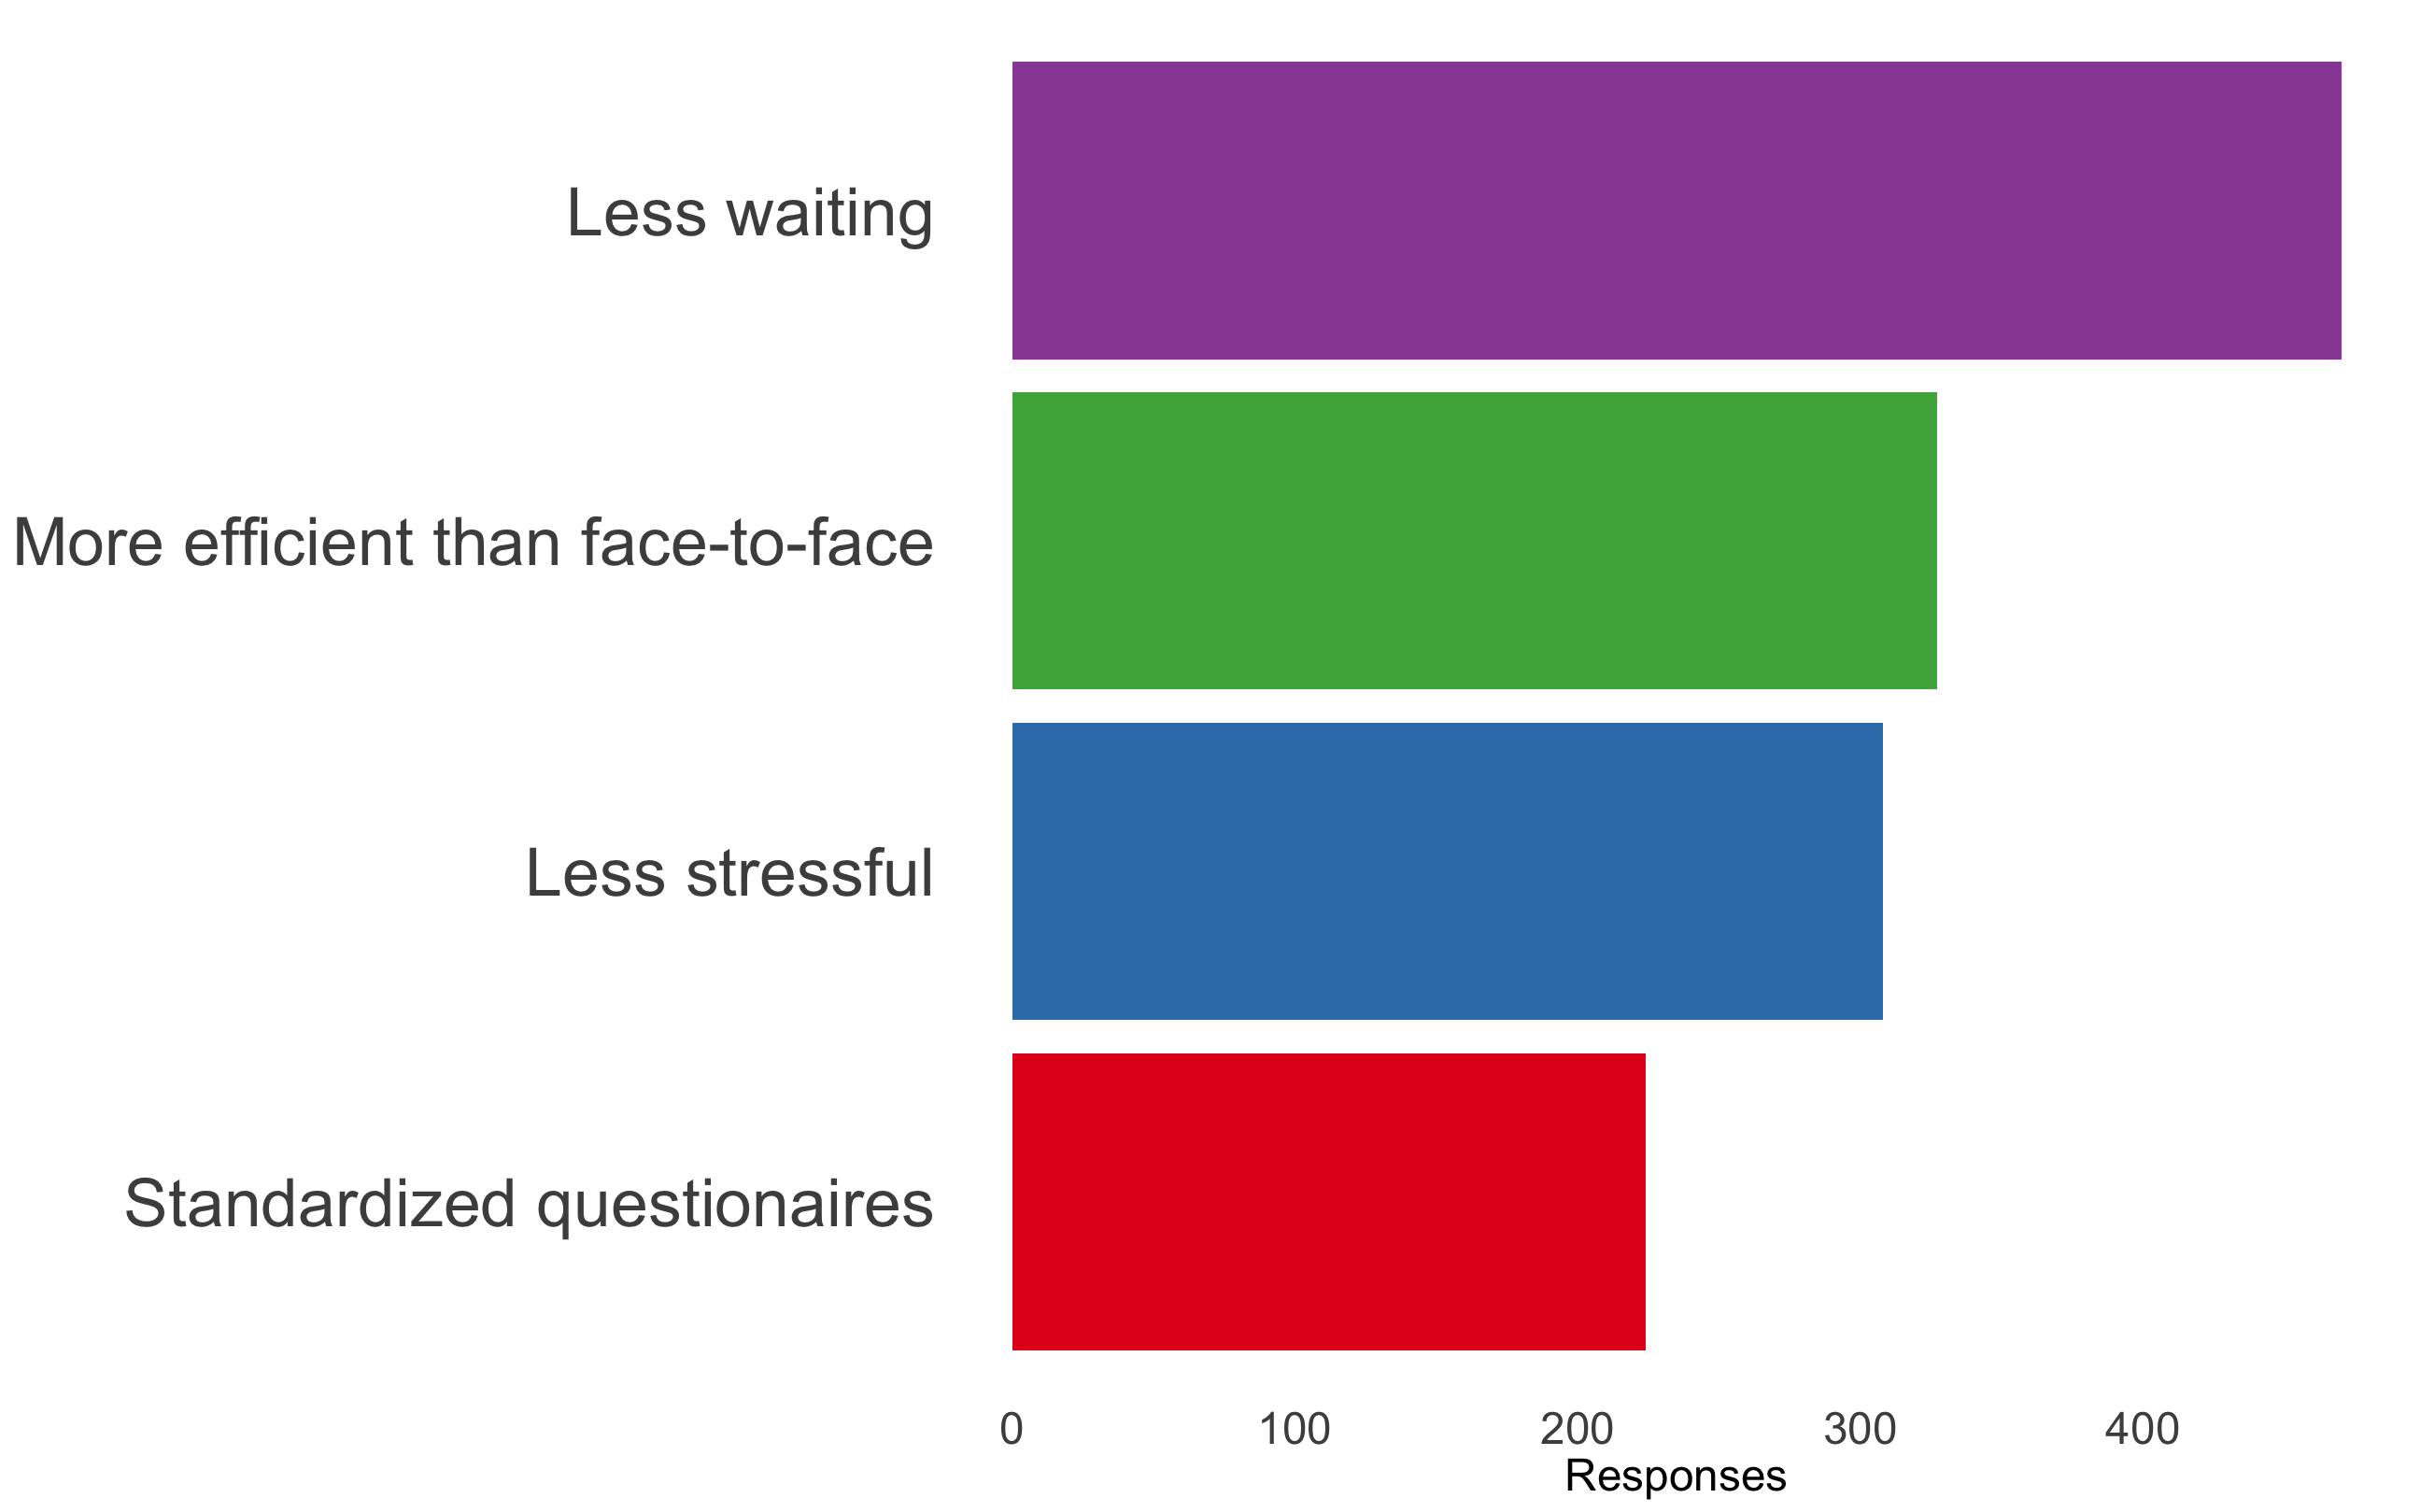 Less waiting
More efficient than face-to-face
Less stressful
Standardized questionaires
0 100 200 300 400
Responses